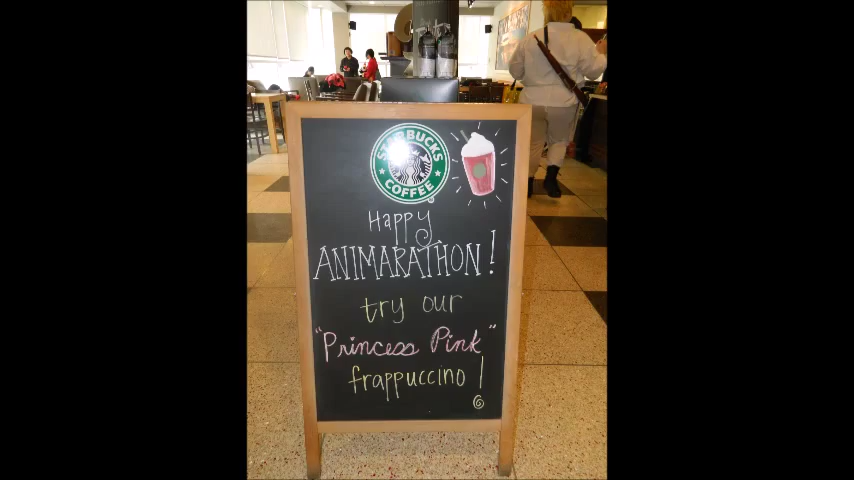 STARBUCKS
COFFEE
Happy
ANIMARATHON!
try our
"Princess Pink"
frappuccino!